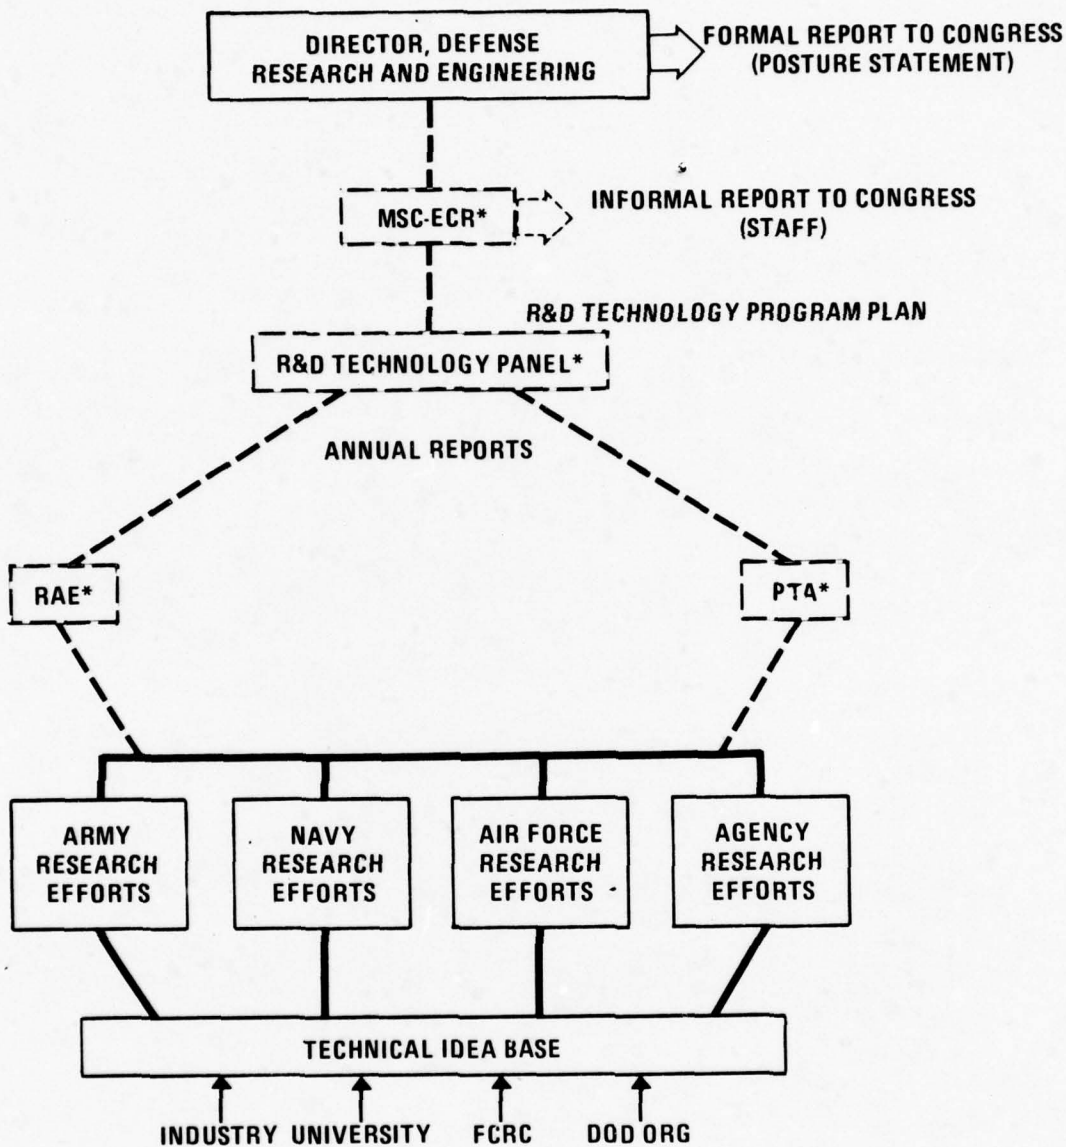 DIRECTOR, DEFENSE
RESEARCH AND ENGINEERING
FORMAL REPORT TO CONGRESS
(POSTURE STATEMENT)
MSC-ECR*
INFORMAL REPORT TO CONGRESS
(STAFF)
R&D TECHNOLOGY PROGRAM PLAN
R&D TECHNOLOGY PANEL*
ANNUAL REPORTS
RAE*
PTA*
ARMY
RESEARCH
EFFORTS
NAVY
RESEARCH
EFFORTS
AIR FORCE
RESEARCH
EFFORTS
AGENCY
RESEARCH
EFFORTS
TECHNICAL IDEA BASE
INDUSTRY UNIVERSITY FCRC DOD ORG